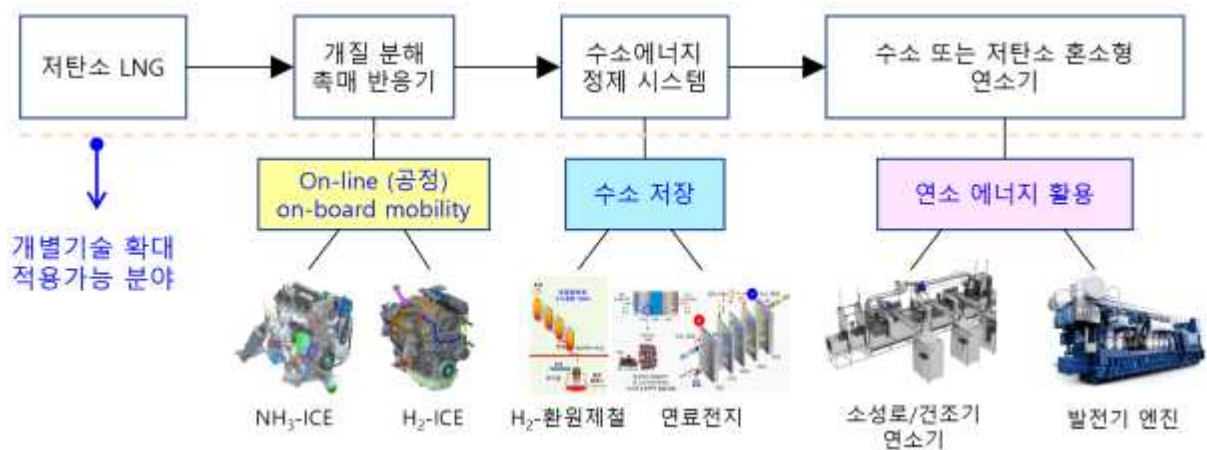 저탄소 LNG
개질 분해
촉매 반응기
수소에너지
정제 시스템
수소 또는 저탄소 혼소형
연소기
On-line (공정)
on-board mobility
수소 저장
연소 에너지 활용
개별기술 확대
적용가능 분야
NH₃-ICE
H₂-ICE
H₂-환원제철
연료전지
소성로/건조기
연소기
발전기 엔진